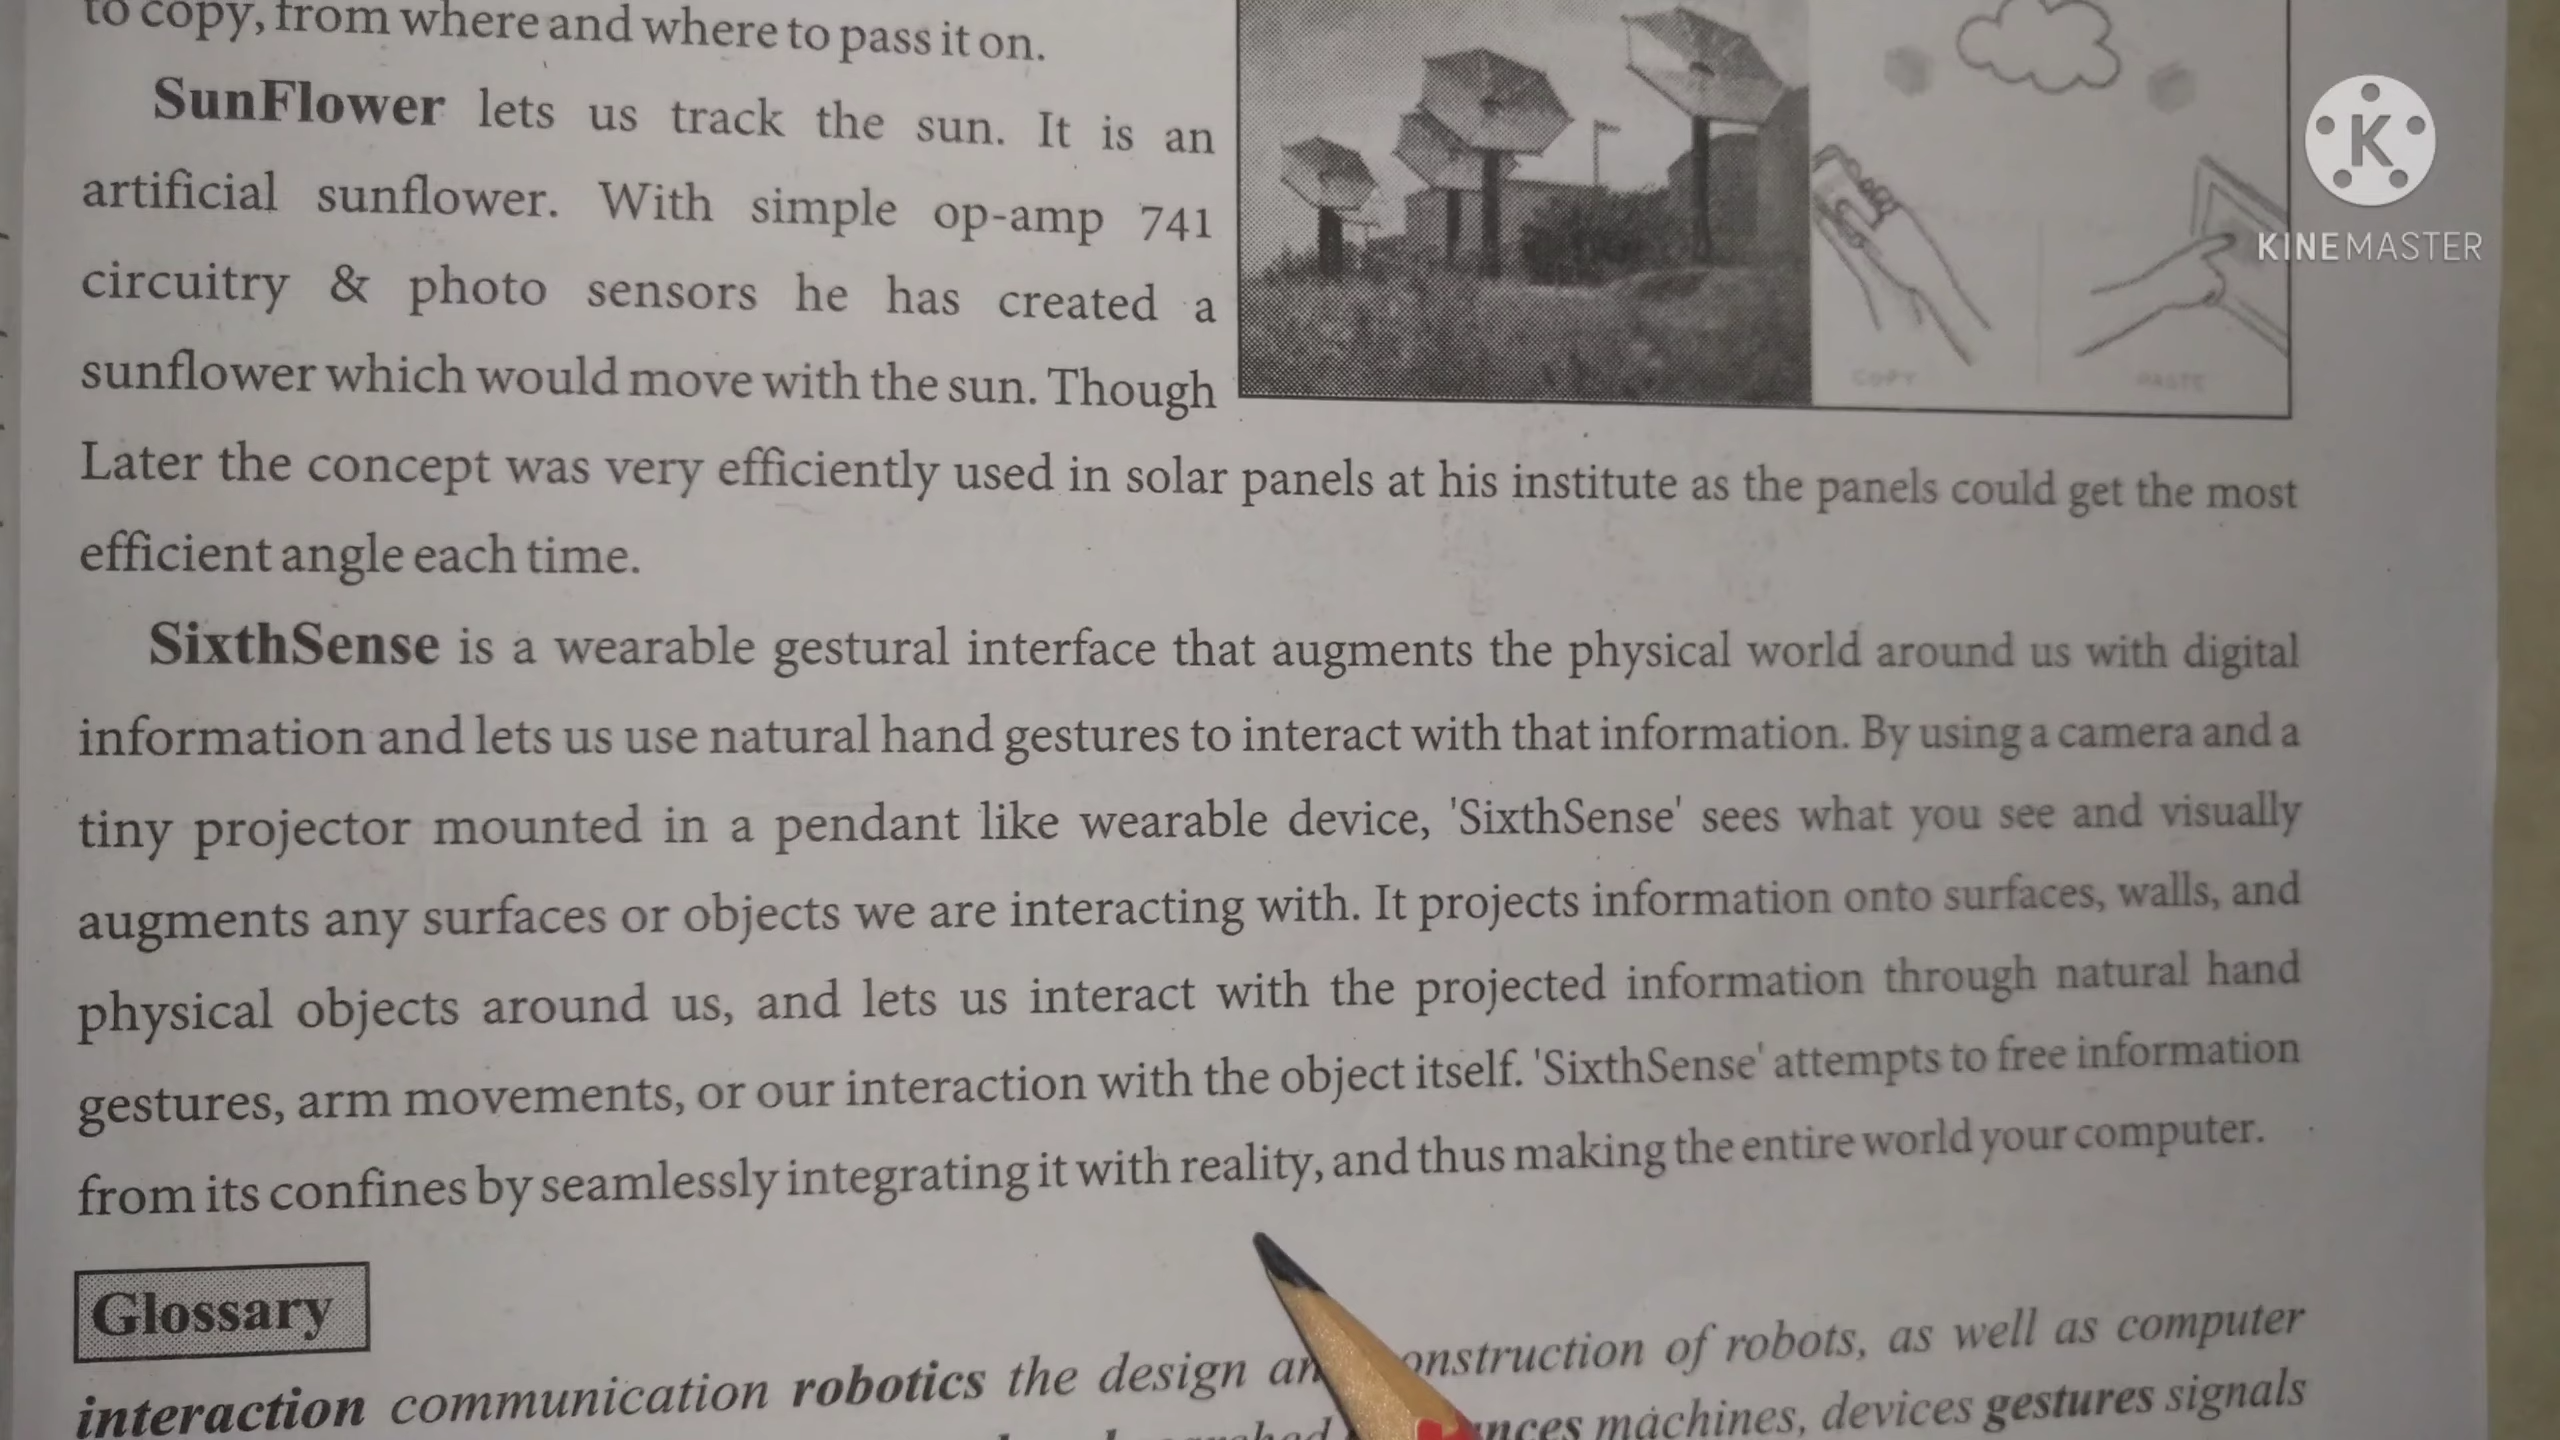 to copy, from where and where to pass it on.
SunFlower lets us track the sun. It is an
artificial sunflower. With simple op-amp 741
circuitry & photo sensors he has created a
sunflower which would move with the sun. Though
Later the concept was very efficiently used in solar panels at his institute as the panels could get the most
efficient angle each time.
COPY
PASTE
K
KINEMASTER
SixthSense is a wearable gestural interface that augments the physical world around us with digital
information and lets us use natural hand gestures to interact with that information. By using a camera and a
tiny projector mounted in a pendant like wearable device, 'SixthSense' sees what you see and visually
augments any surfaces or objects we are interacting with. It projects information onto surfaces, walls, and
physical objects around us, and lets us interact with the projected information through natural hand
gestures, arm movements, or our interaction with the object itself. 'SixthSense' attempts to free information
from its confines by seamlessly integrating it with reality, and thus making the entire world your computer.
Glossary
interaction communication robotics the design construction of robots, as well as computer
machines, devices gestures signals